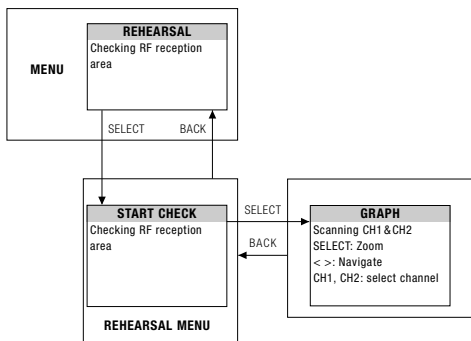 REHEARSAL
Checking RF reception
area
MENU
SELECT
BACK
START CHECK
Checking RF reception
area
REHEARSAL MENU
SELECT
BACK
GRAPH
Scanning CH1&CH2
SELECT: Zoom
< >: Navigate
CH1, CH2: select channel